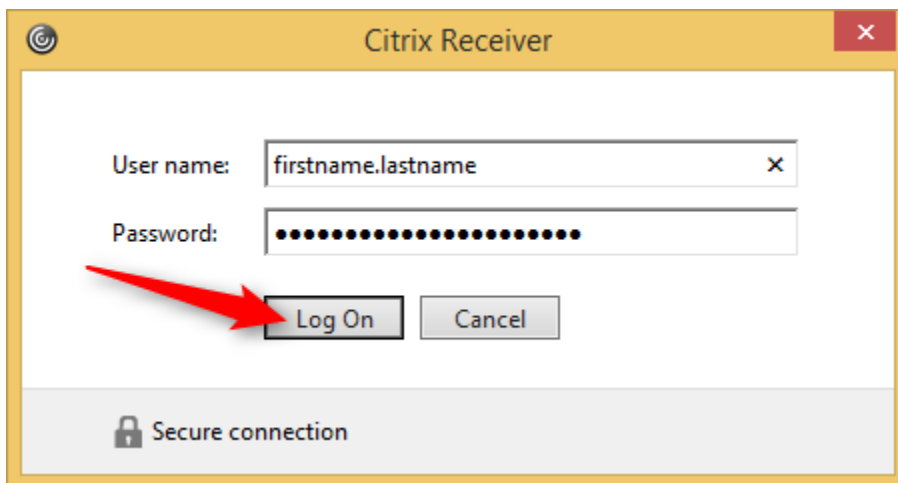 Citrix Receiver
User name: firstname.lastname
Password: ••••••••••••••••••••••
Log On Cancel
Secure connection